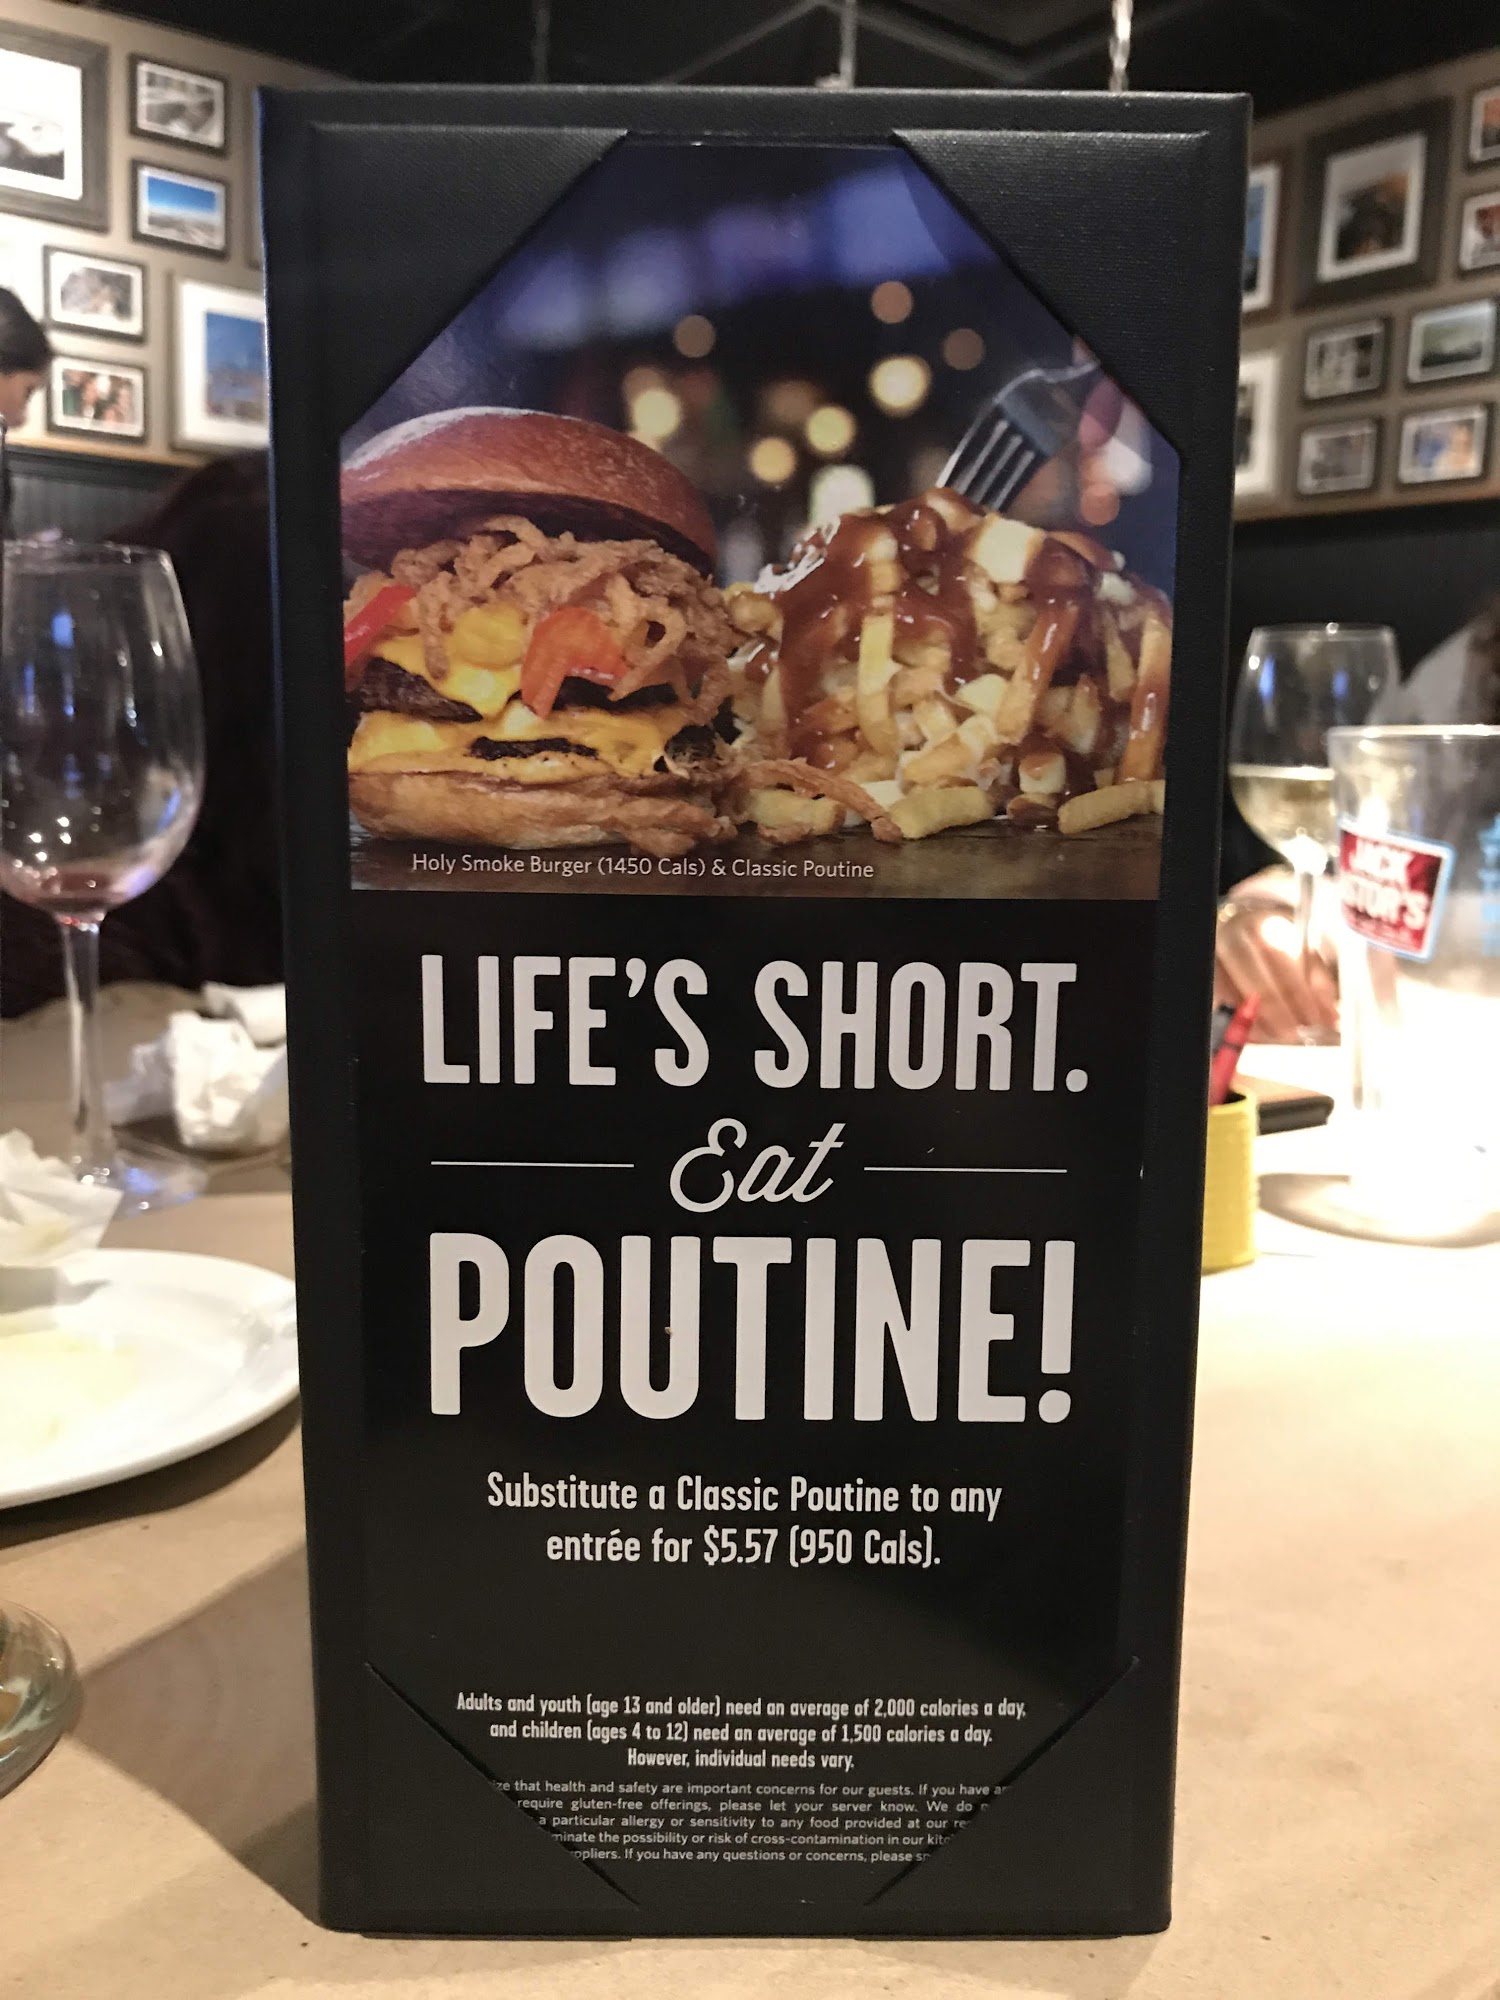 Holy Smoke Burger (1450 Cals) & Classic Poutine
LIFE'S SHORT.
Eat
POUTINE!
Substitute a Classic Poutine to any
entrée for $5.57 (950 Cals).
Adults and youth (age 13 and older) need an average of 2,000 calories a day,
and children (ages 4 to 12) need an average of 1,500 calories a day.
However, individual needs vary.
that health and safety are important concerns for our guests. If you have
require gluten-free offerings, please let your server know. We do
a particular allergy or sensitivity to any food provided at our
the possibility or risk of cross-contamination in our
If you have any questions or concerns, please
JACK